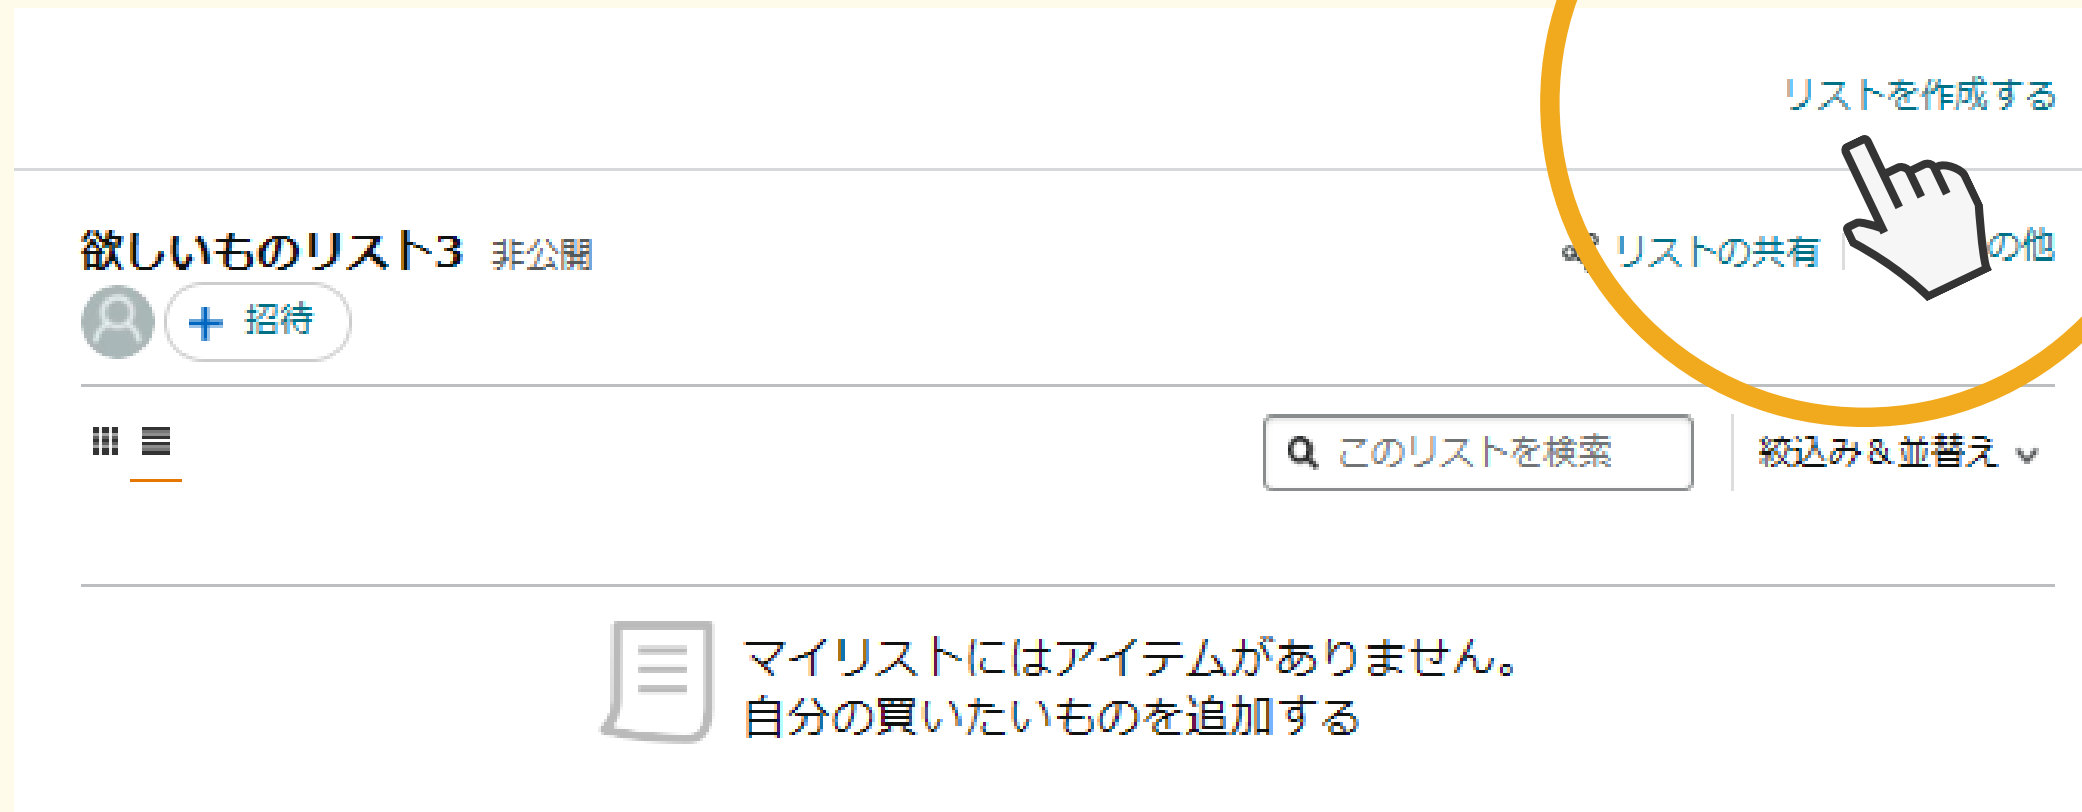 リストを作成する
欲しいものリスト3 非公開
リストの共有 の他
+ 招待
このリストを検索 絞込み&並替え
マイリストにはアイテムがありません。
自分の買いたいものを追加する